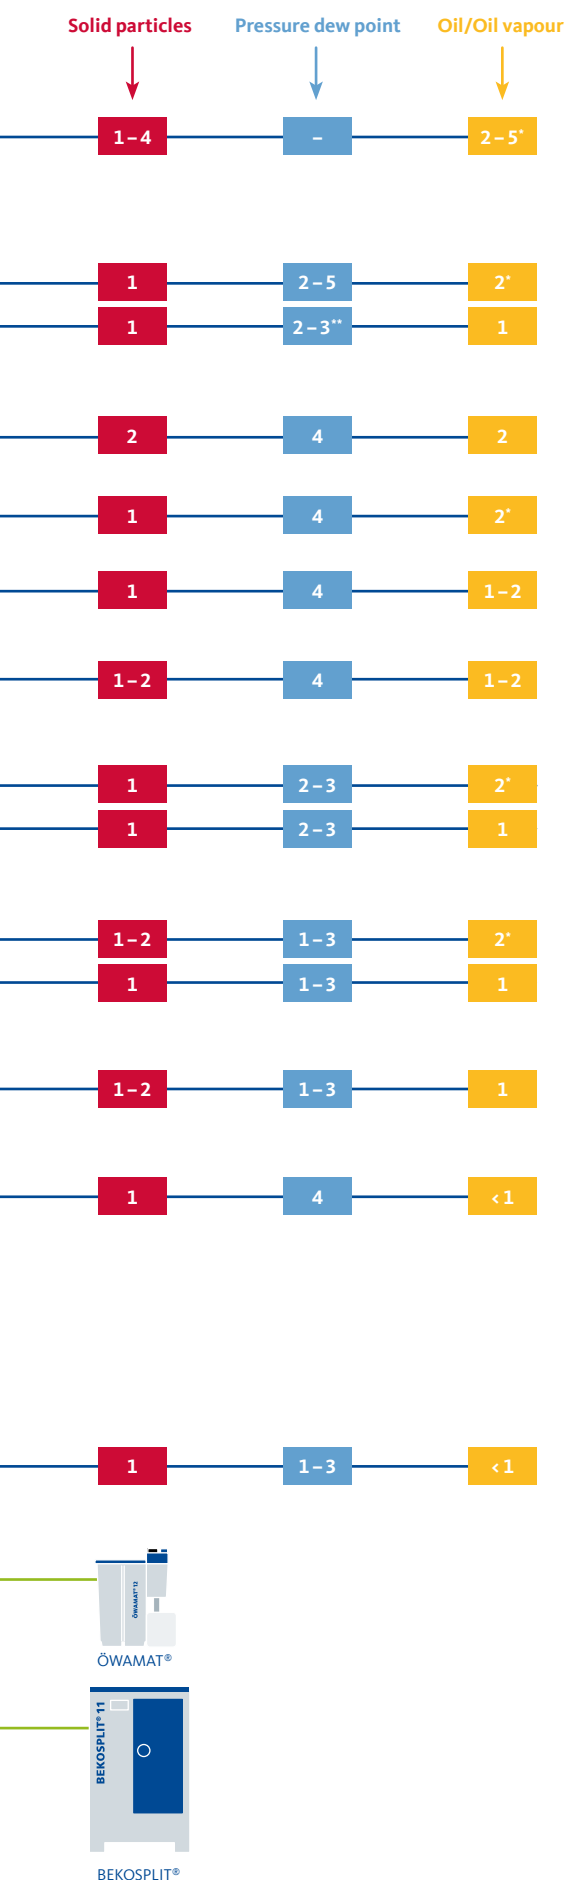 Solid particles Pressure dew point Oil/Oil vapour
1–4 – 2–5*
1 2–5 2*
1 2–3** 1
2 4 2
1 4 2*
1 4 1–2
1–2 4 1–2
1 2–3 2*
1 2–3 1
1–2 1–3 2*
1 1–3 1
1–2 1–3 1
1 4 <1
1 1–3 <1
ÖWAMAT® 12
ÖWAMAT®
BEKOSPLIT® 11
BEKOSPLIT®